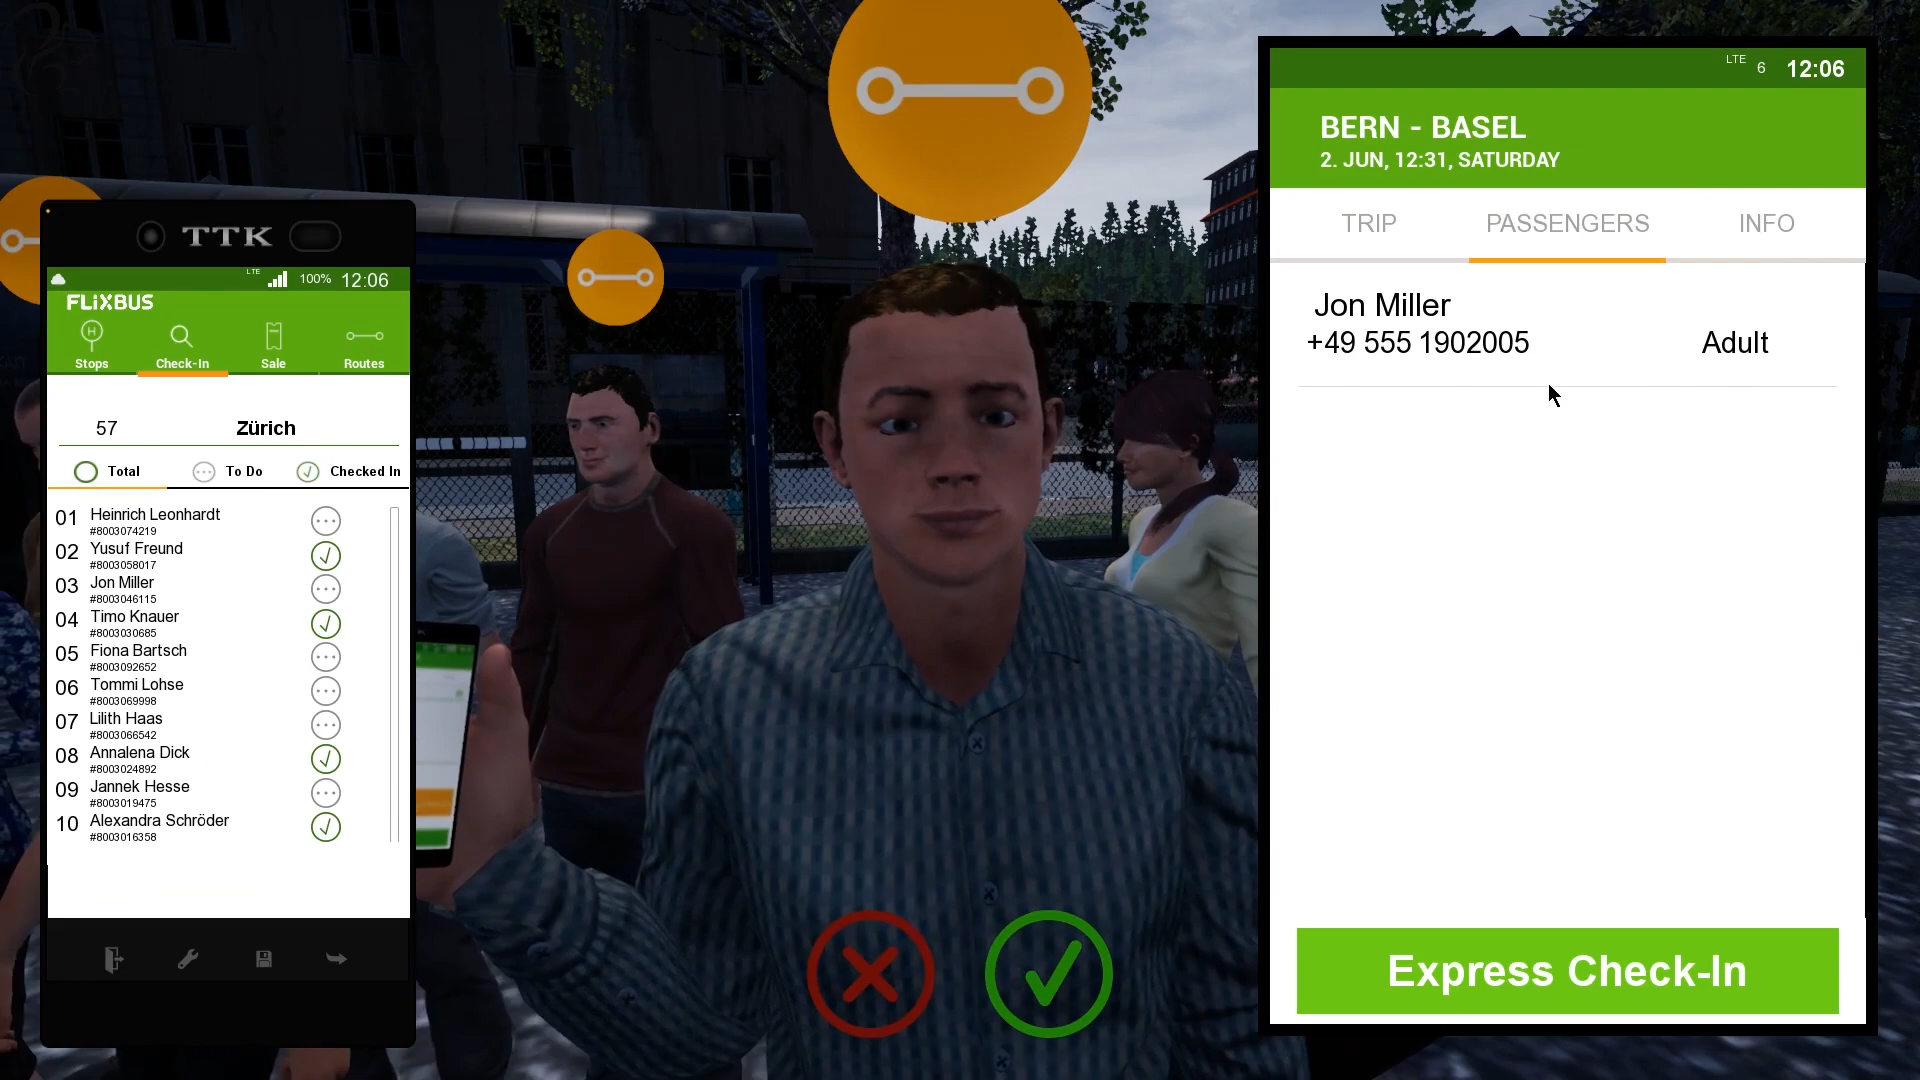 TTK
LTE 100% 12:06
FLiXBUS
H
Stops Check-In Sale Routes
57 Zürich
Total To Do Checked In
01 Heinrich Leonhardt
#8003074219
02 Yusuf Freund
#8003058017
03 Jon Miller
#8003046115
04 Timo Knauer
#8003030685
05 Fiona Bartsch
#8003092652
06 Tommi Lohse
#8003069998
07 Lilith Haas
#8003066542
08 Annalena Dick
#8003024892
09 Jannek Hesse
#8003019475
10 Alexandra Schröder
#8003016358
LTE 6 12:06
BERN - BASEL
2. JUN, 12:31, SATURDAY
TRIP PASSENGERS INFO
Jon Miller
+49 555 1902005 Adult
Express Check-In